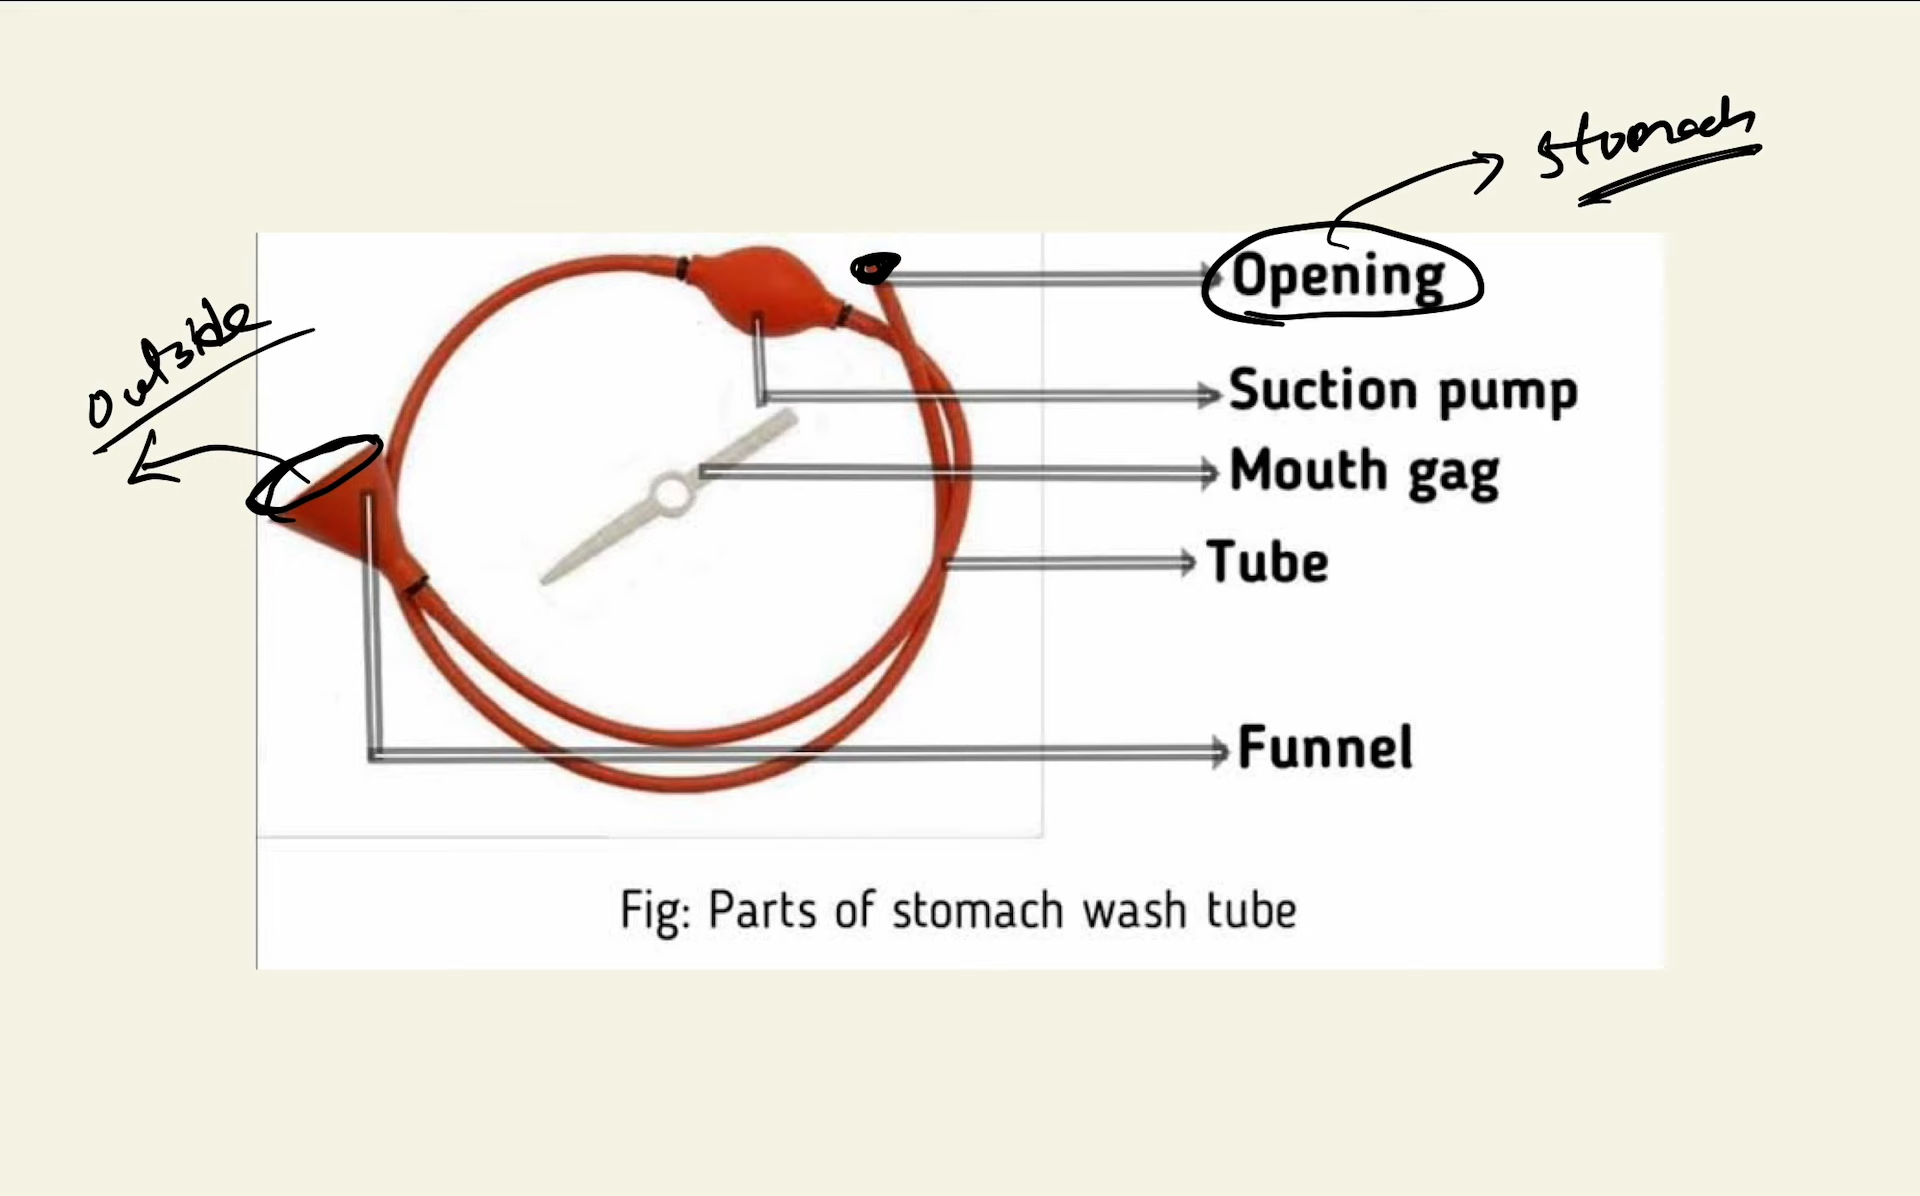 Stomach
Opening
Outside
Suction pump
Mouth gag
Tube
Funnel
Fig: Parts of stomach wash tube